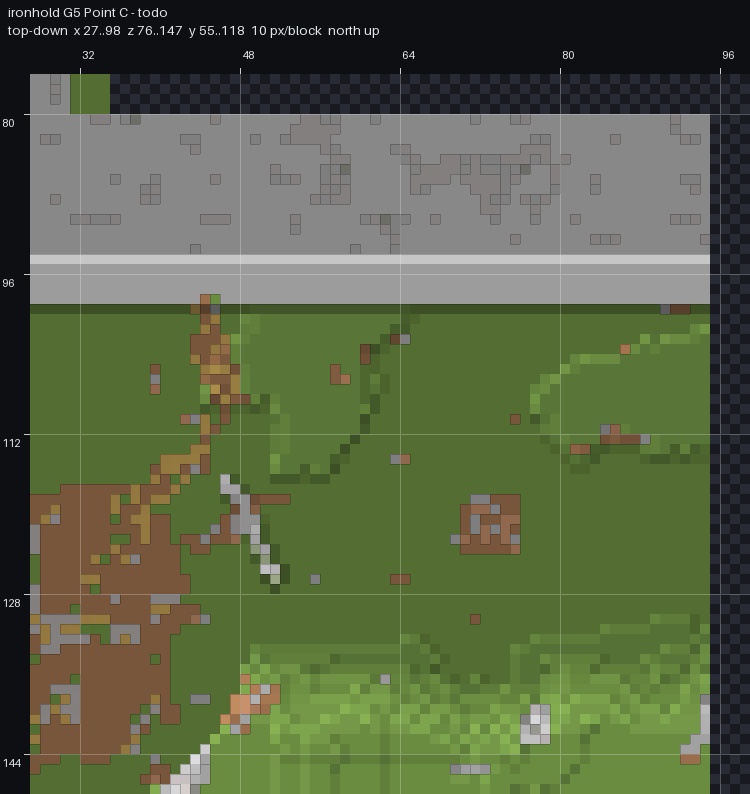 ironhold G5 Point C - todo
top-down x 27..98 z 76..147 y 55..118 10 px/block north up
32 48 64 80 96
80
96
112
128
144